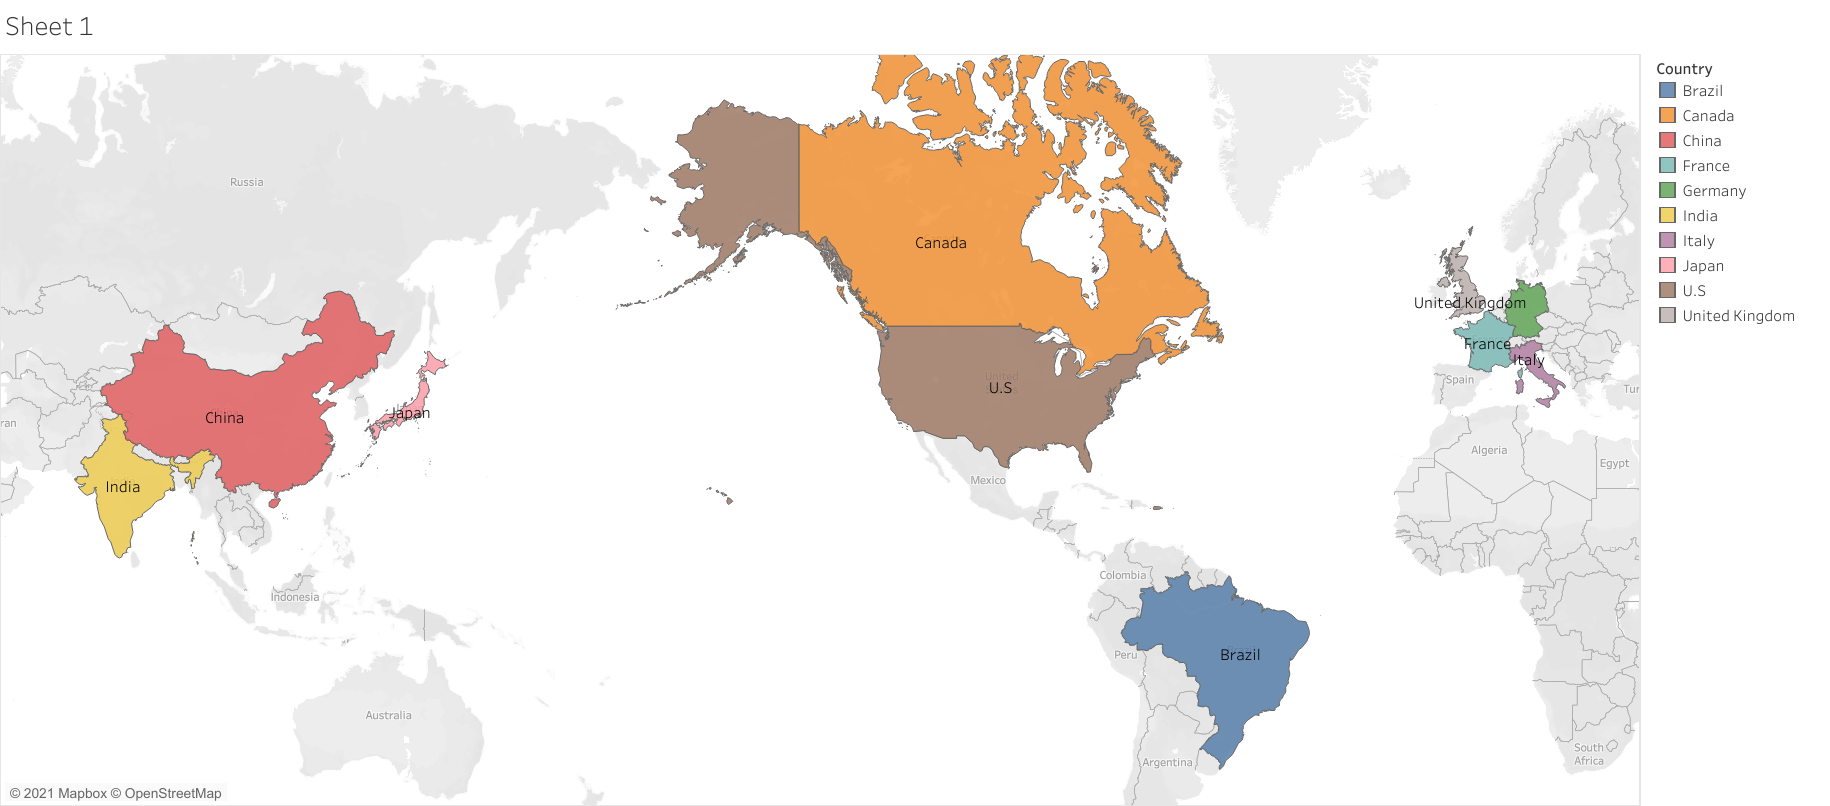 Sheet 1
Country
Brazil
Canada
China
France
Germany
India
Italy
Japan
U.S
United Kingdom
Russia
Canada
United Kingdom
France
Italy
Spain
Tur
ran
China
Japan
United
U.S
Algeria
Egypt
India
Mexico
Colombia
Indonesia
Peru
Brazil
Australia
South
Africa
Argentina
© 2021 Mapbox © OpenStreetMap